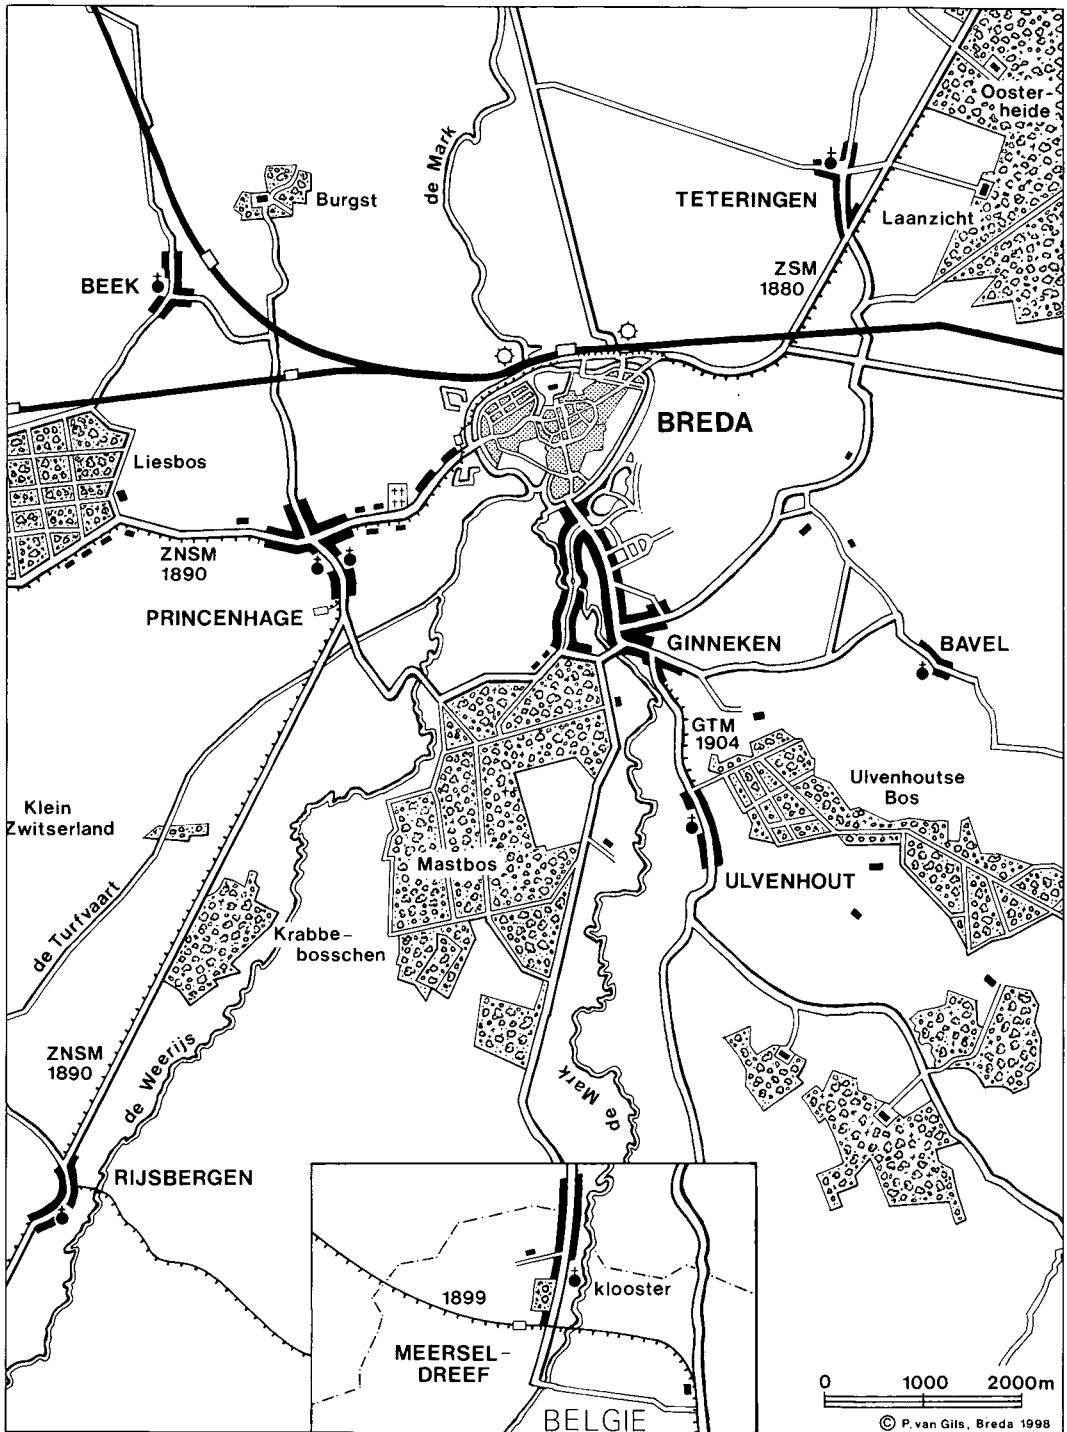 Ooster-
heide
de Mark
TETERINGEN
Burgst
Laanzicht
ZSM
1880
BEEK
BREDA
Liesbos
ZNSM
1890
PRINCENHAGE
GINNEKEN
BAVEL
GTM
1904
Ulvenhoutse
Bos
Klein
Zwitserland
Mastbos
ULVENHOUT
de Turfvaart
Krabbe-
bosschen
ZNSM
1890
de Weerijs
de Mark
RIJSBERGEN
1899
klooster
MEERSEL-
DREEF
BELGIE
0 1000 2000m
© P. van Gils, Breda 1998